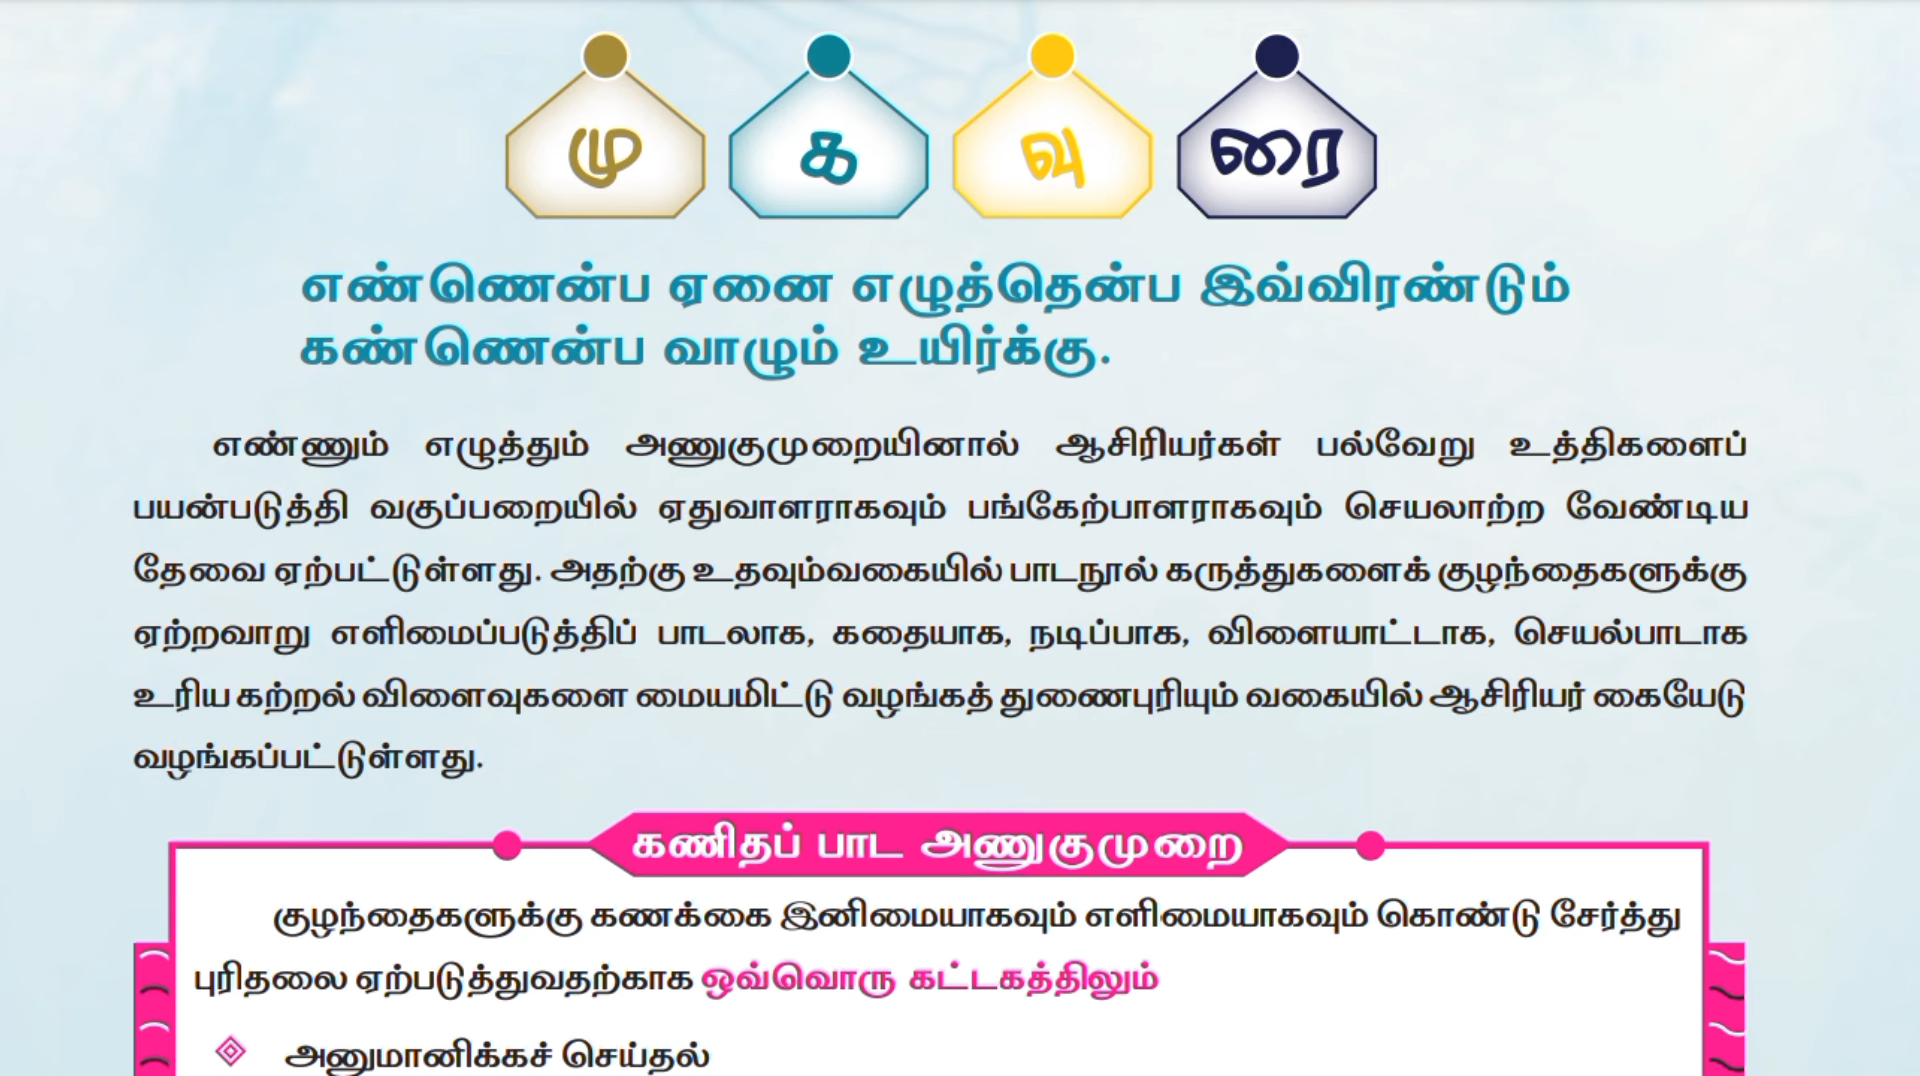 முகவுரை
எண்ணென்ப ஏனை எழுத்தென்ப இவ்விரண்டும்
கண்ணென்ப வாழும் உயிர்க்கு.
எண்ணும் எழுத்தும் அணுகுமுறையினால் ஆசிரியர்கள் பல்வேறு உத்திகளைப்
பயன்படுத்தி வகுப்பறையில் ஏதுவாளராகவும் பங்கேற்பாளராகவும் செயலாற்ற வேண்டிய
தேவை ஏற்பட்டுள்ளது. அதற்கு உதவும்வகையில் பாடநூல் கருத்துகளைக் குழந்தைகளுக்கு
ஏற்றவாறு எளிமைப்படுத்திப் பாடலாக, கதையாக, நடிப்பாக, விளையாட்டாக, செயல்பாடாக
உரிய கற்றல் விளைவுகளை மையமிட்டு வழங்கத் துணைபுரியும் வகையில் ஆசிரியர் கையேடு
வழங்கப்பட்டுள்ளது.
கணிதப் பாட அணுகுமுறை
குழந்தைகளுக்கு கணக்கை இனிமையாகவும் எளிமையாகவும் கொண்டு சேர்த்து
புரிதலை ஏற்படுத்துவதற்காக ஒவ்வொரு கட்டகத்திலும்
அனுமானிக்கச் செய்தல்